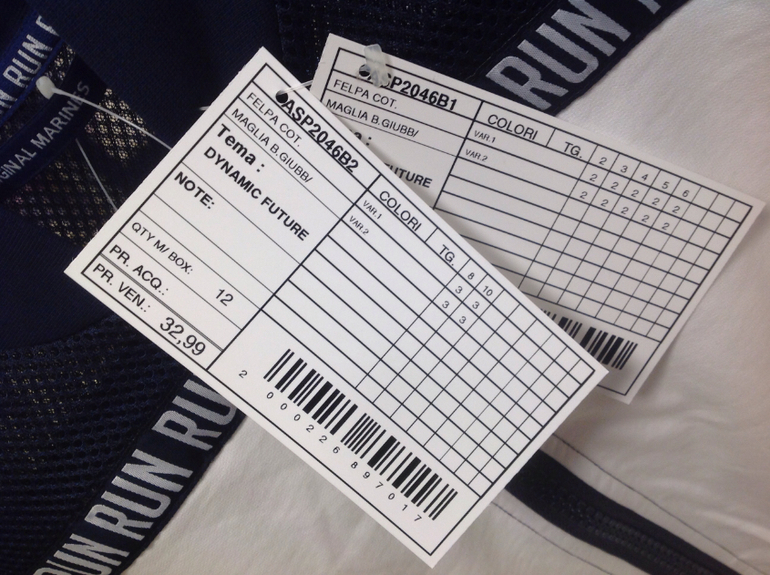 RUN RUN
GINAL MARINES
RUN
ASP2046B2
FELPA COT.
MAGLIA B.GIUBB/
Tema :
DYNAMIC FUTURE
NOTE:
QTY M/ BOX: 12
PR. ACQ.:
PR. VEN.: 32,99
COLORI TG. 8 10
VAR.1 3 3
VAR.2 3 3
2 000226 897017
ASP2046B1
FELPA COT.
MAGLIA B.GIUBB/
FUTURE
COLORI TG. 2 3 4 5 6
VAR.1 2 2 2 2 2
VAR.2 2 2 2 2 2
RUN RUN